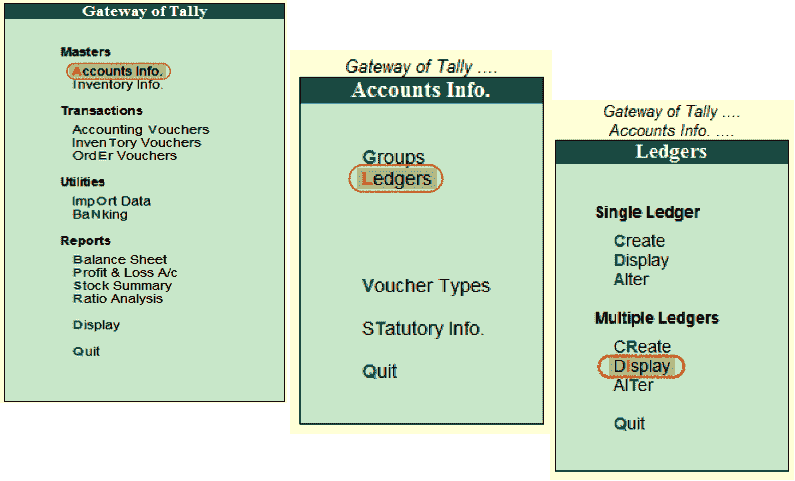 Gateway of Tally
Masters
Accounts Info.
Inventory Info.
Transactions
Accounting Vouchers
InvenTory Vouchers
OrdEr Vouchers
Utilities
ImpOrt Data
BaNking
Reports
Balance Sheet
Profit & Loss A/c
Stock Summary
Ratio Analysis
Display
Quit
Gateway of Tally ....
Accounts Info.
Groups
Ledgers
Voucher Types
STatutory Info.
Quit
Gateway of Tally ....
Accounts Info. ....
Ledgers
Single Ledger
Create
Display
Alter
Multiple Ledgers
CReate
DIsplay
AlTer
Quit